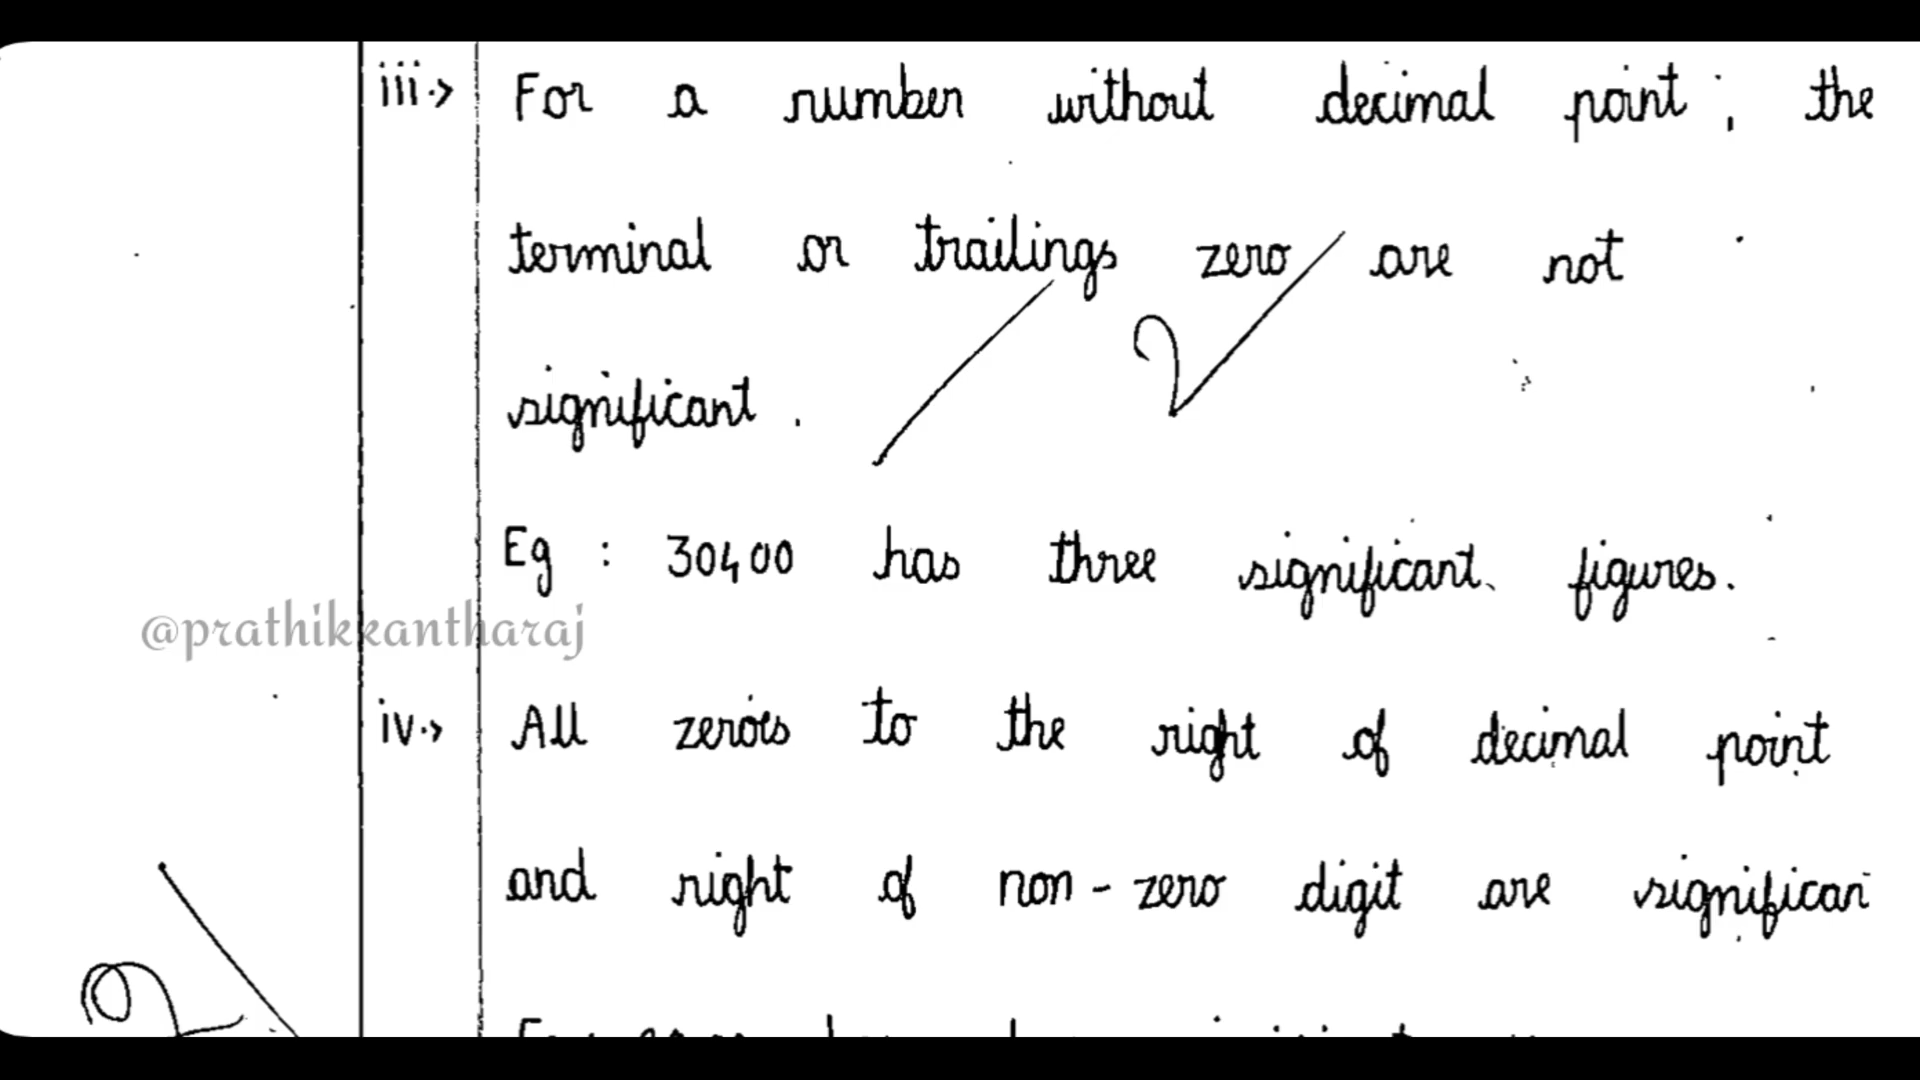 iii.> For a number without decimal point, the
terminal or trailings zero are not
significant.
Eg : 30400 has three significant figures.
@prathikkantharaj
iv.> All zeroes to the right of decimal point
and right of non-zero digit are significan